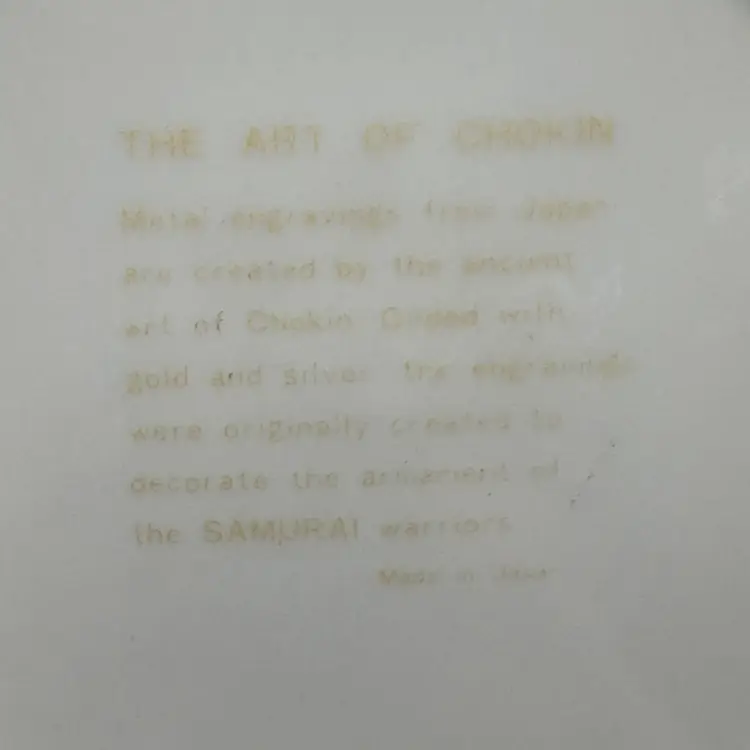 THE ART OF CHOKIN
Metal engravings from Japan
are created by the ancient
art of Chokin. Gilded with
gold and silver the engravings
were originally created to
decorate the armament of
the SAMURAI warriors
Made in Japan